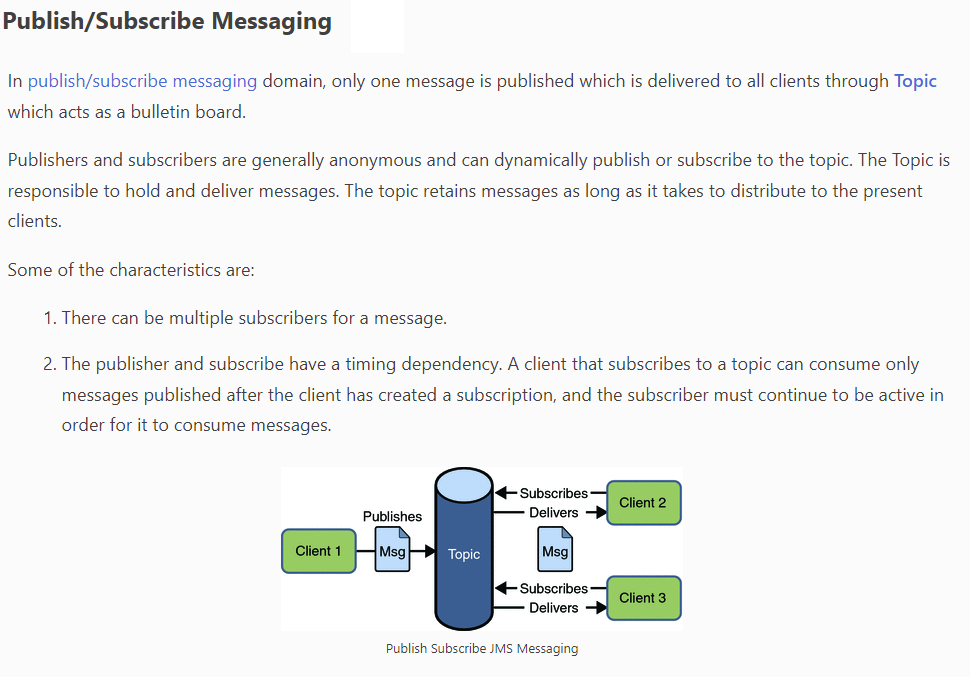 Publish/Subscribe Messaging
In publish/subscribe messaging domain, only one message is published which is delivered to all clients through Topic
which acts as a bulletin board.
Publishers and subscribers are generally anonymous and can dynamically publish or subscribe to the topic. The Topic is
responsible to hold and deliver messages. The topic retains messages as long as it takes to distribute to the present
clients.
Some of the characteristics are:
1. There can be multiple subscribers for a message.
2. The publisher and subscribe have a timing dependency. A client that subscribes to a topic can consume only
messages published after the client has created a subscription, and the subscriber must continue to be active in
order for it to consume messages.
Client 1
Publishes
Msg
Topic
Subscribes
Delivers
Client 2
Msg
Subscribes
Delivers
Client 3
Publish Subscribe JMS Messaging